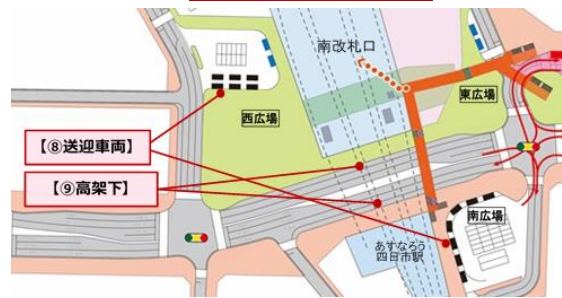 南改札口
東広場
西広場
【⑧送迎車両】
【⑨高架下】
南広場
あすなろう
四日市駅